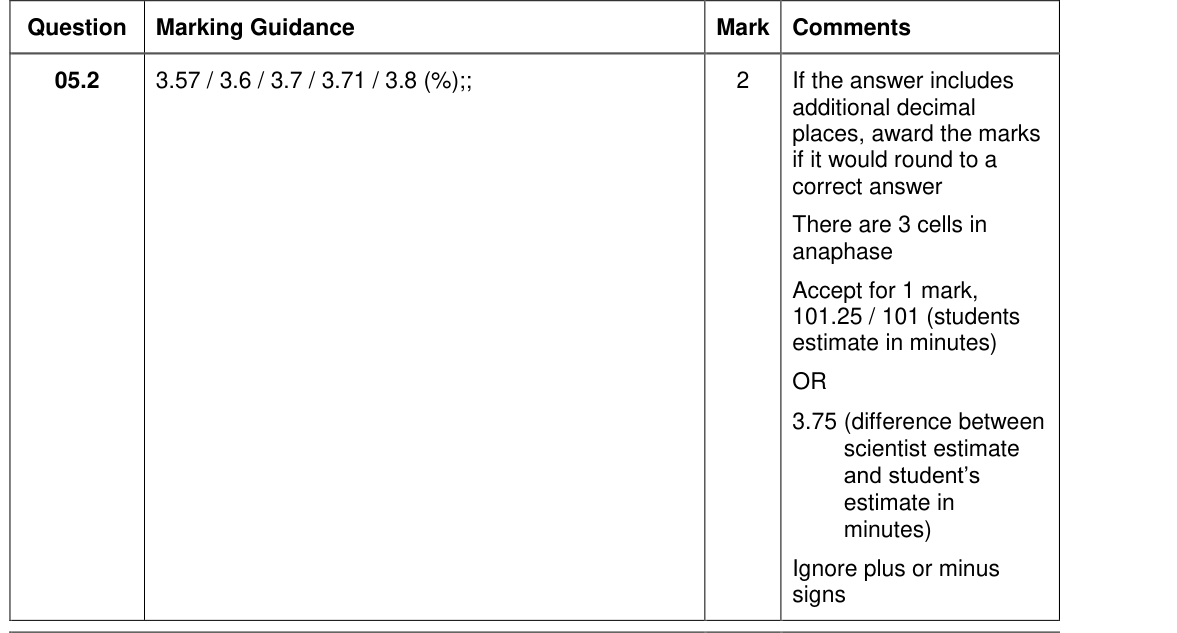 Question Marking Guidance Mark Comments
05.2 3.57 / 3.6 / 3.7 / 3.71 / 3.8 (%);; 2 If the answer includes
additional decimal
places, award the marks
if it would round to a
correct answer
There are 3 cells in
anaphase
Accept for 1 mark,
101.25 / 101 (students
estimate in minutes)
OR
3.75 (difference between
scientist estimate
and student’s
estimate in
minutes)
Ignore plus or minus
signs